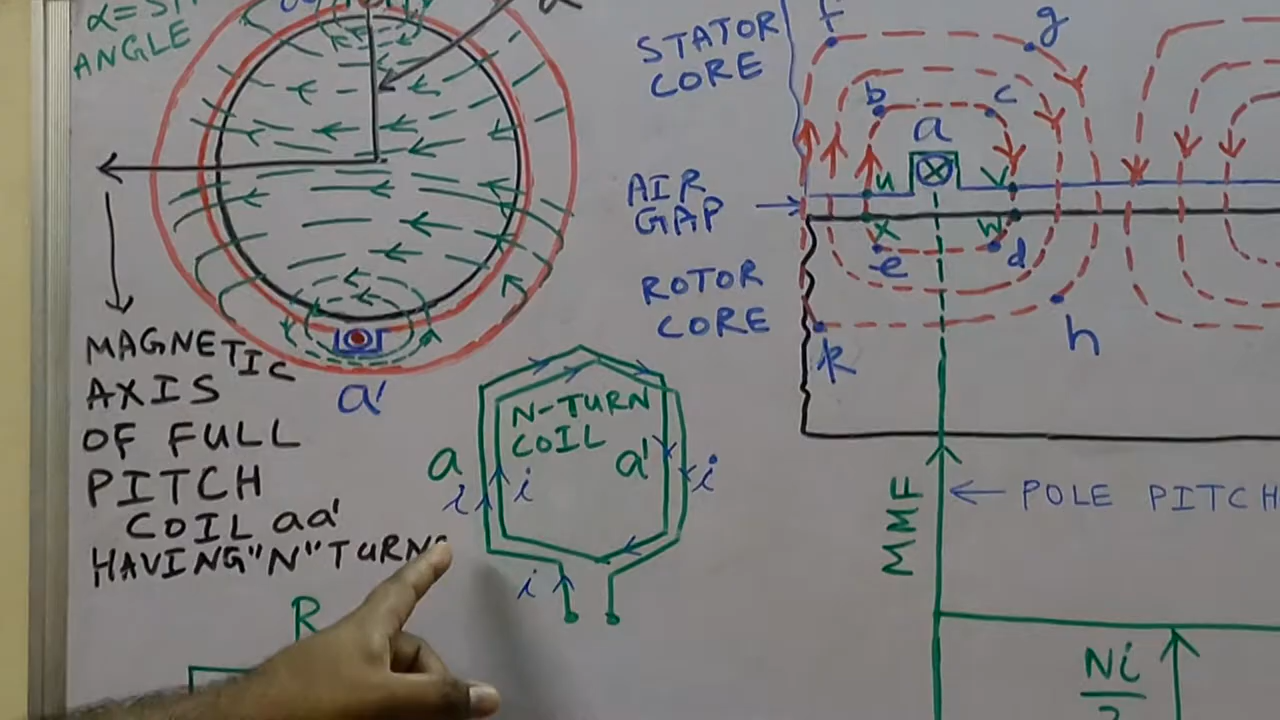 α=
ANGLE
α
a'
MAGNETIC
AXIS
OF FULL
PITCH
COIL aa'
HAVING "N" TURNS
R
N-TURN
COIL
a
a'
i
i
i
i
STATOR
CORE
AIR
GAP
ROTOR
CORE
f
g
b
c
a
u
v
x
w
e
d
k
h
MMF
POLE PITCH
Ni
2